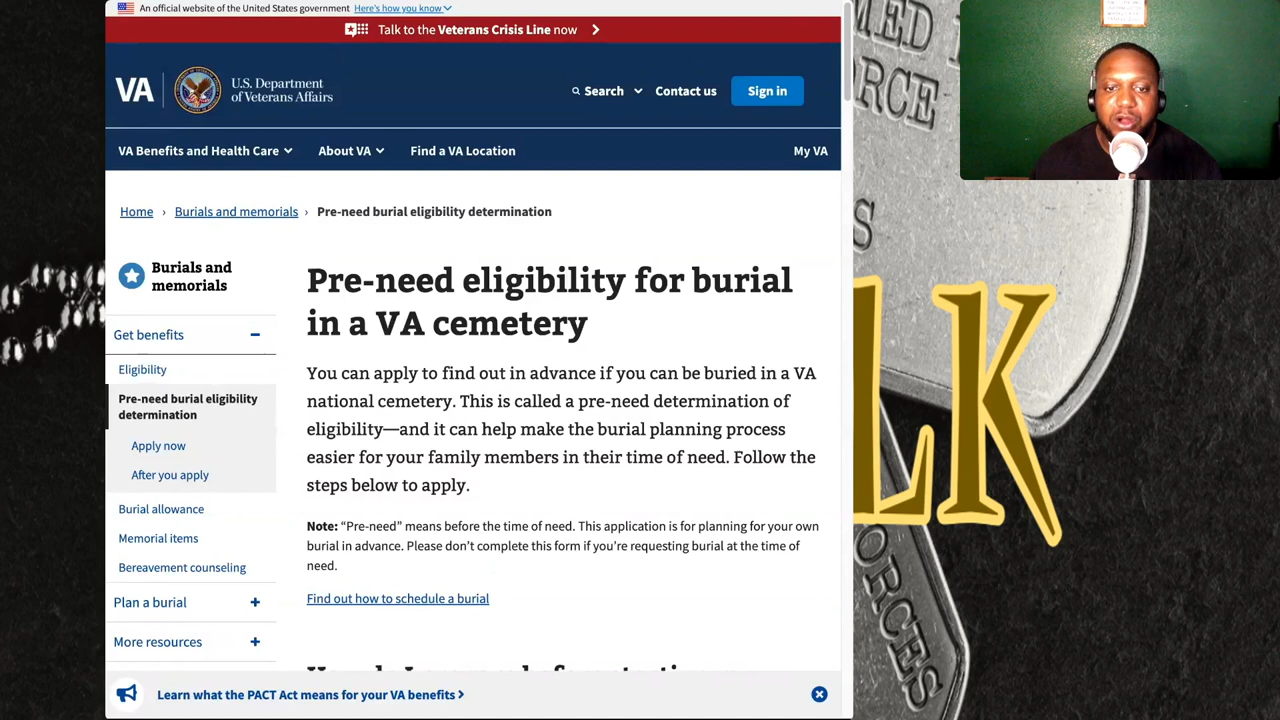 An official website of the United States government Here's how you know
Talk to the Veterans Crisis Line now
VA
U.S. Department
of Veterans Affairs
Search
Contact us
Sign in
VA Benefits and Health Care
About VA
Find a VA Location
My VA
Home › Burials and memorials › Pre-need burial eligibility determination
Burials and
memorials
Get benefits
Eligibility
Pre-need burial eligibility
determination
Apply now
After you apply
Burial allowance
Memorial items
Bereavement counseling
Plan a burial
More resources
Pre-need eligibility for burial
in a VA cemetery
You can apply to find out in advance if you can be buried in a VA
national cemetery. This is called a pre-need determination of
eligibility—and it can help make the burial planning process
easier for your family members in their time of need. Follow the
steps below to apply.
Note: “Pre-need” means before the time of need. This application is for planning for your own
burial in advance. Please don’t complete this form if you’re requesting burial at the time of
need.
Find out how to schedule a burial
Learn what the PACT Act means for your VA benefits
LK
ORCES